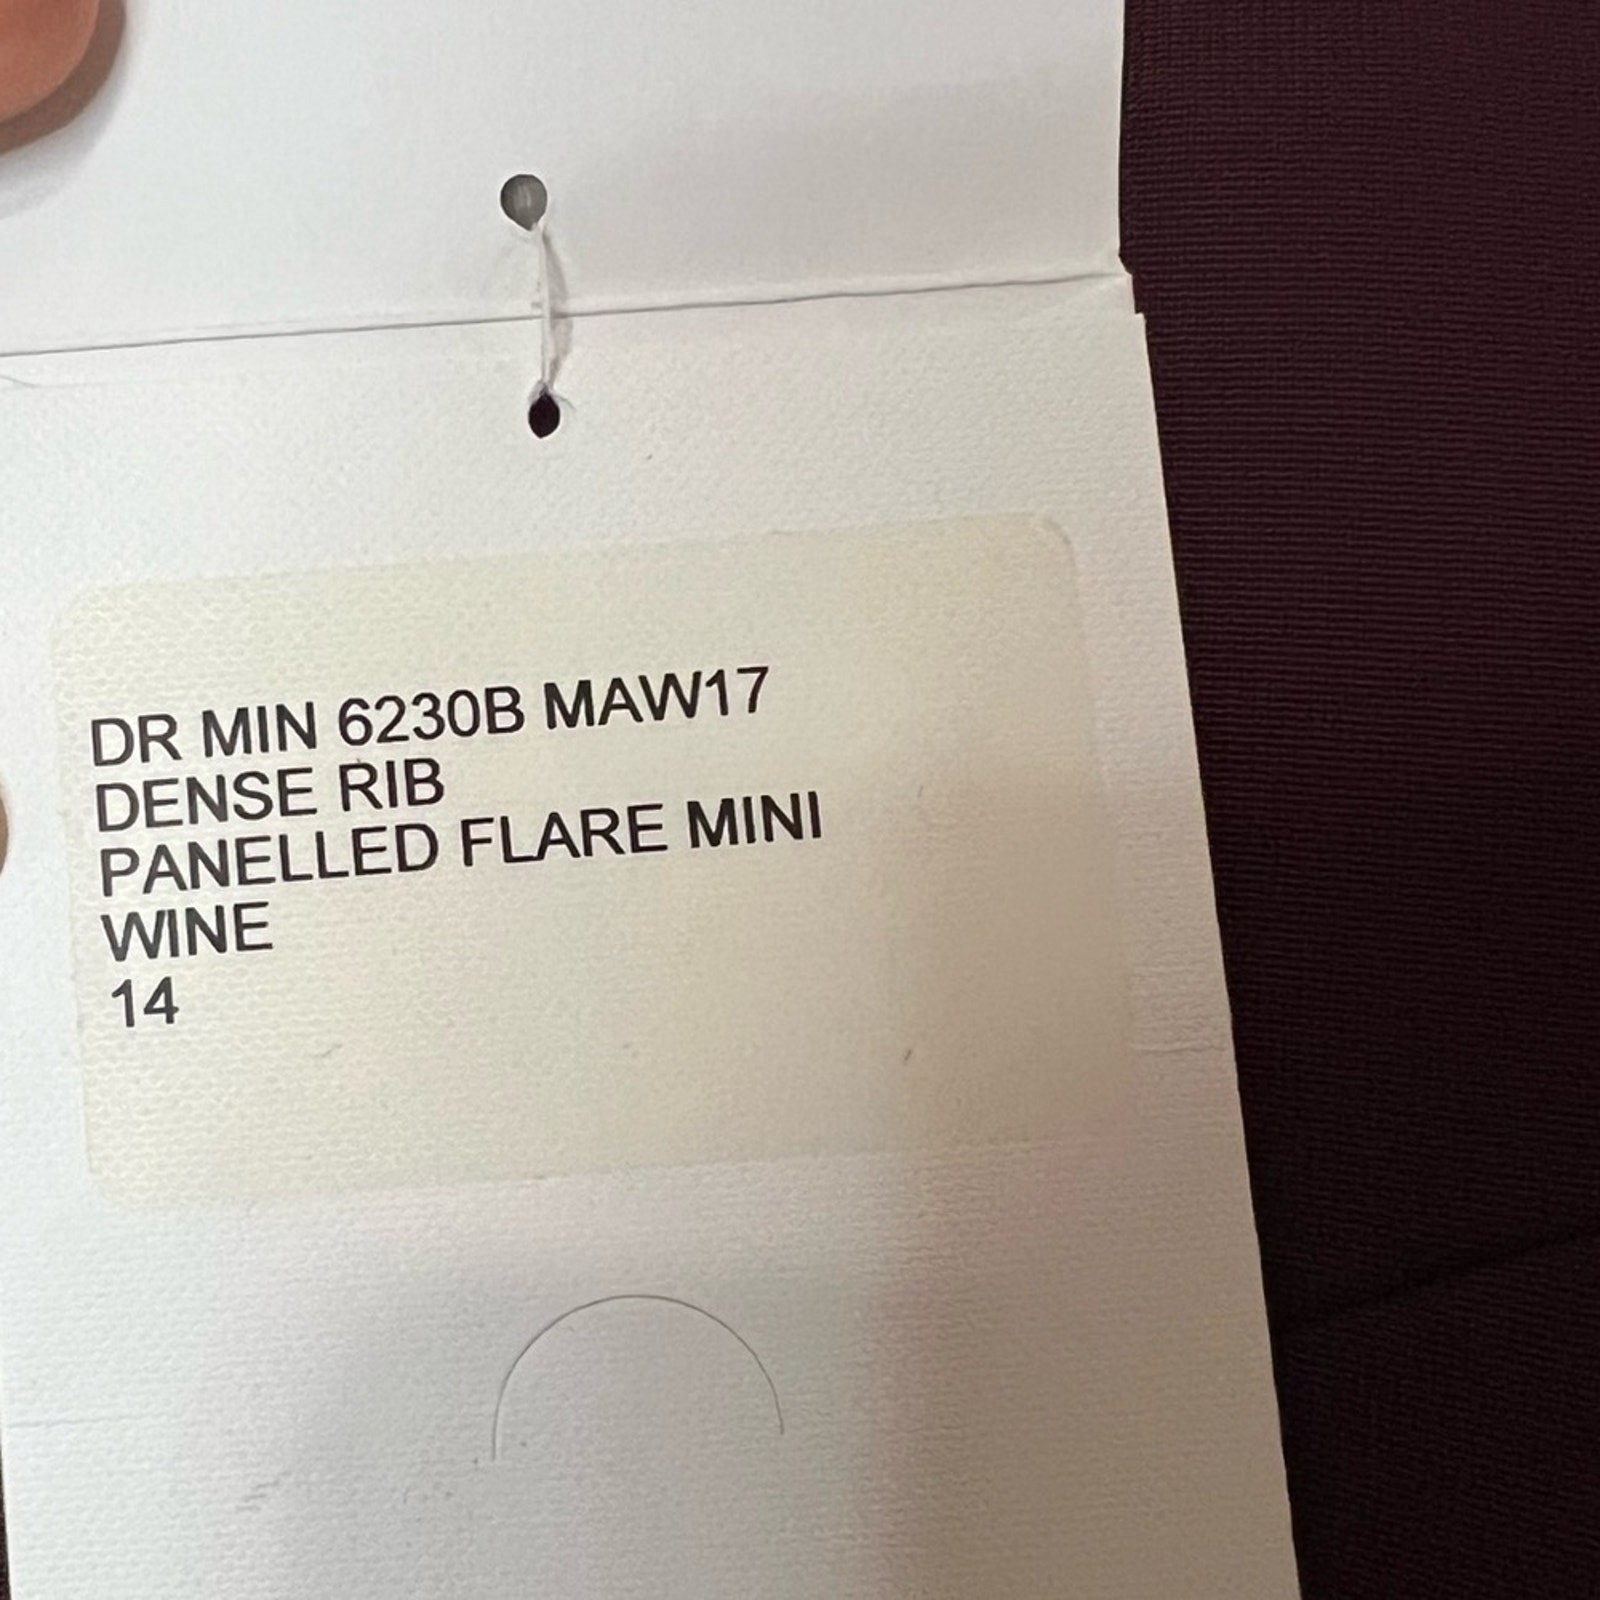 DR MIN 6230B MAW17
DENSE RIB
PANELLED FLARE MINI
WINE
14